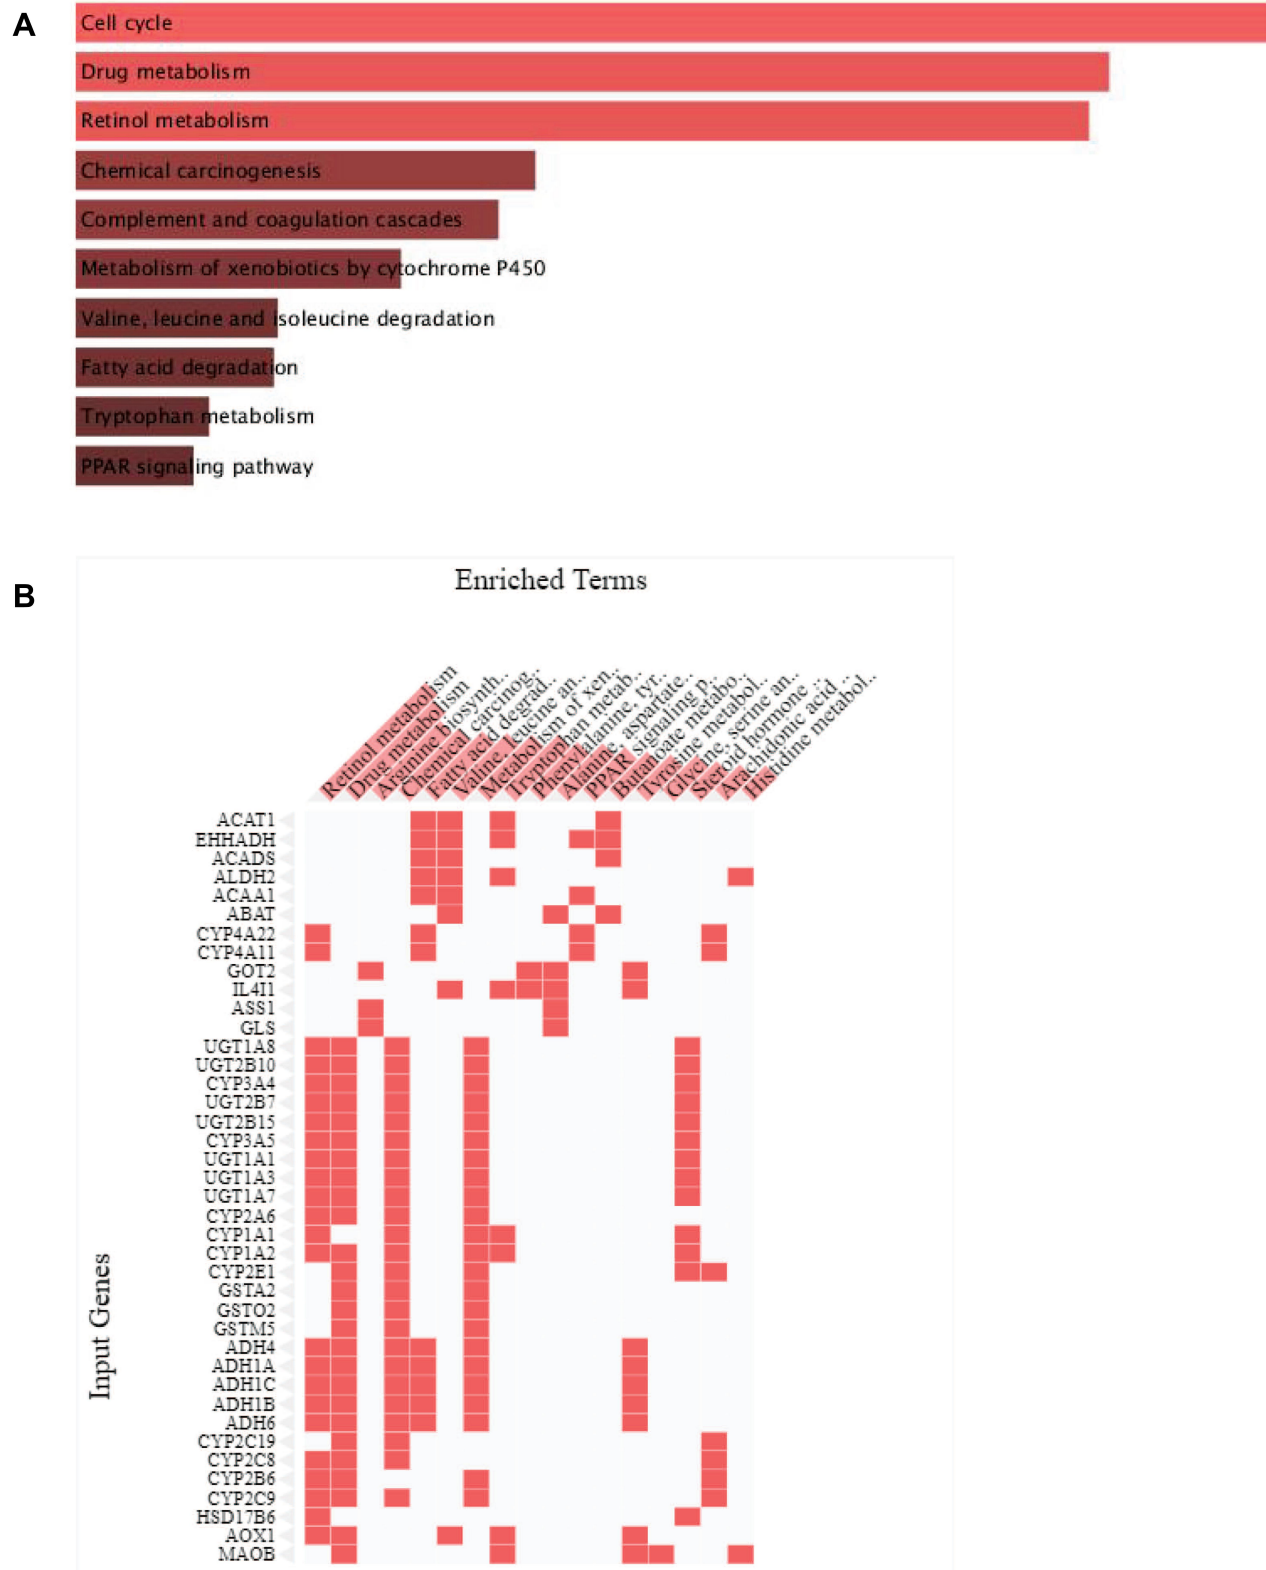 A
Cell cycle
Drug metabolism
Retinol metabolism
Chemical carcinogenesis
Complement and coagulation cascades
Metabolism of xenobiotics by cytochrome P450
Valine, leucine and isoleucine degradation
Fatty acid degradation
Tryptophan metabolism
PPAR signaling pathway
B
Enriched Terms
Retinol metabolism
Drug metabolism
Arginine biosynth..
Chemical carcinog..
Fatty acid degrad..
Valine, leucine an..
Metabolism of xen..
Tryptophan metab..
Phenylalanine, tyr..
Alanine, aspartate..
PPAR signaling p..
Butanoate metabo..
Tyrosine metabol..
Glycine, serine an..
Steroid hormone ..
Arachidonic acid ..
Histidine metabol..
Input Genes
ACAT1
EHHADH
ACADS
ALDH2
ACAA1
ABAT
CYP4A22
CYP4A11
GOT2
IL4I1
ASS1
GLS
UGT1A8
UGT2B10
CYP3A4
UGT2B7
UGT2B15
CYP3A5
UGT1A1
UGT1A3
UGT1A7
CYP2A6
CYP1A1
CYP1A2
CYP2E1
GSTA2
GSTO2
GSTM5
ADH4
ADH1A
ADH1C
ADH1B
ADH6
CYP2C19
CYP2C8
CYP2B6
CYP2C9
HSD17B6
AOX1
MAOB